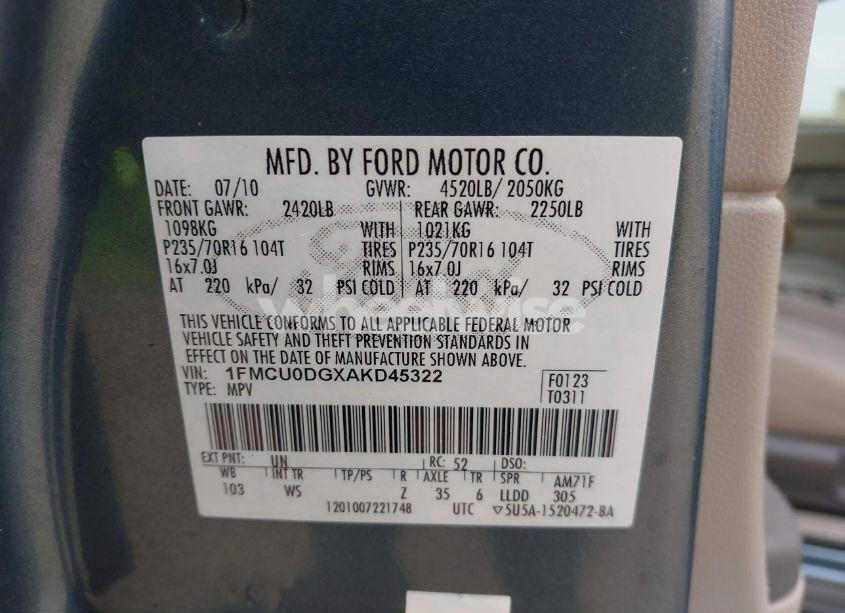 MFD. BY FORD MOTOR CO.
DATE: 07/10 GVWR: 4520LB/ 2050KG
FRONT GAWR: 2420LB REAR GAWR: 2250LB
1098KG WITH 1021KG WITH
P235/70R16 104T TIRES P235/70R16 104T TIRES
16x7.0J RIMS 16x7.0J RIMS
AT 220 kPa/ 32 PSI COLD AT 220 kPa/ 32 PSI COLD
wheelwise
THIS VEHICLE CONFORMS TO ALL APPLICABLE FEDERAL MOTOR
VEHICLE SAFETY AND THEFT PREVENTION STANDARDS IN
EFFECT ON THE DATE OF MANUFACTURE SHOWN ABOVE.
VIN: 1FMCU0DGXAKD45322 F0123
TYPE: MPV T0311
EXT PNT: UN RC: 52 DSO:
WB INT TR TP/PS R AXLE TR SPR AM71F
103 WS Z 35 6 LLDD 305
1201007221748 UTC ▽5U5A-1520472-BA